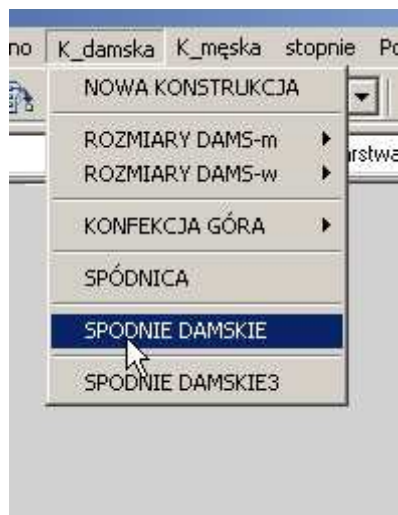 no K_damska K_męska stopnie Po
NOWA KONSTRUKCJA
ROZMIARY DAMS-m
rstwa
ROZMIARY DAMS-w
KONFEKCJA GÓRA
SPÓDNICA
SPODNIE DAMSKIE
SPODNIE DAMSKIE3